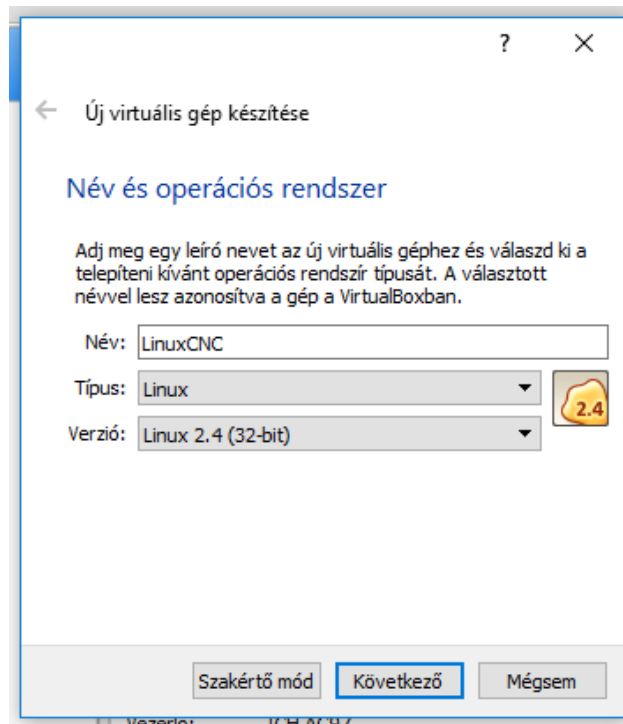 ?
Új virtuális gép készítése
Név és operációs rendszer
Adj meg egy leíró nevet az új virtuális géphez és válaszd ki a
telepíteni kívánt operációs rendszír típusát. A választott
névvel lesz azonosítva a gép a VirtualBoxban.
Név: LinuxCNC
Típus: Linux
2.4
Verzió: Linux 2.4 (32-bit)
Szakértő mód Következő Mégsem